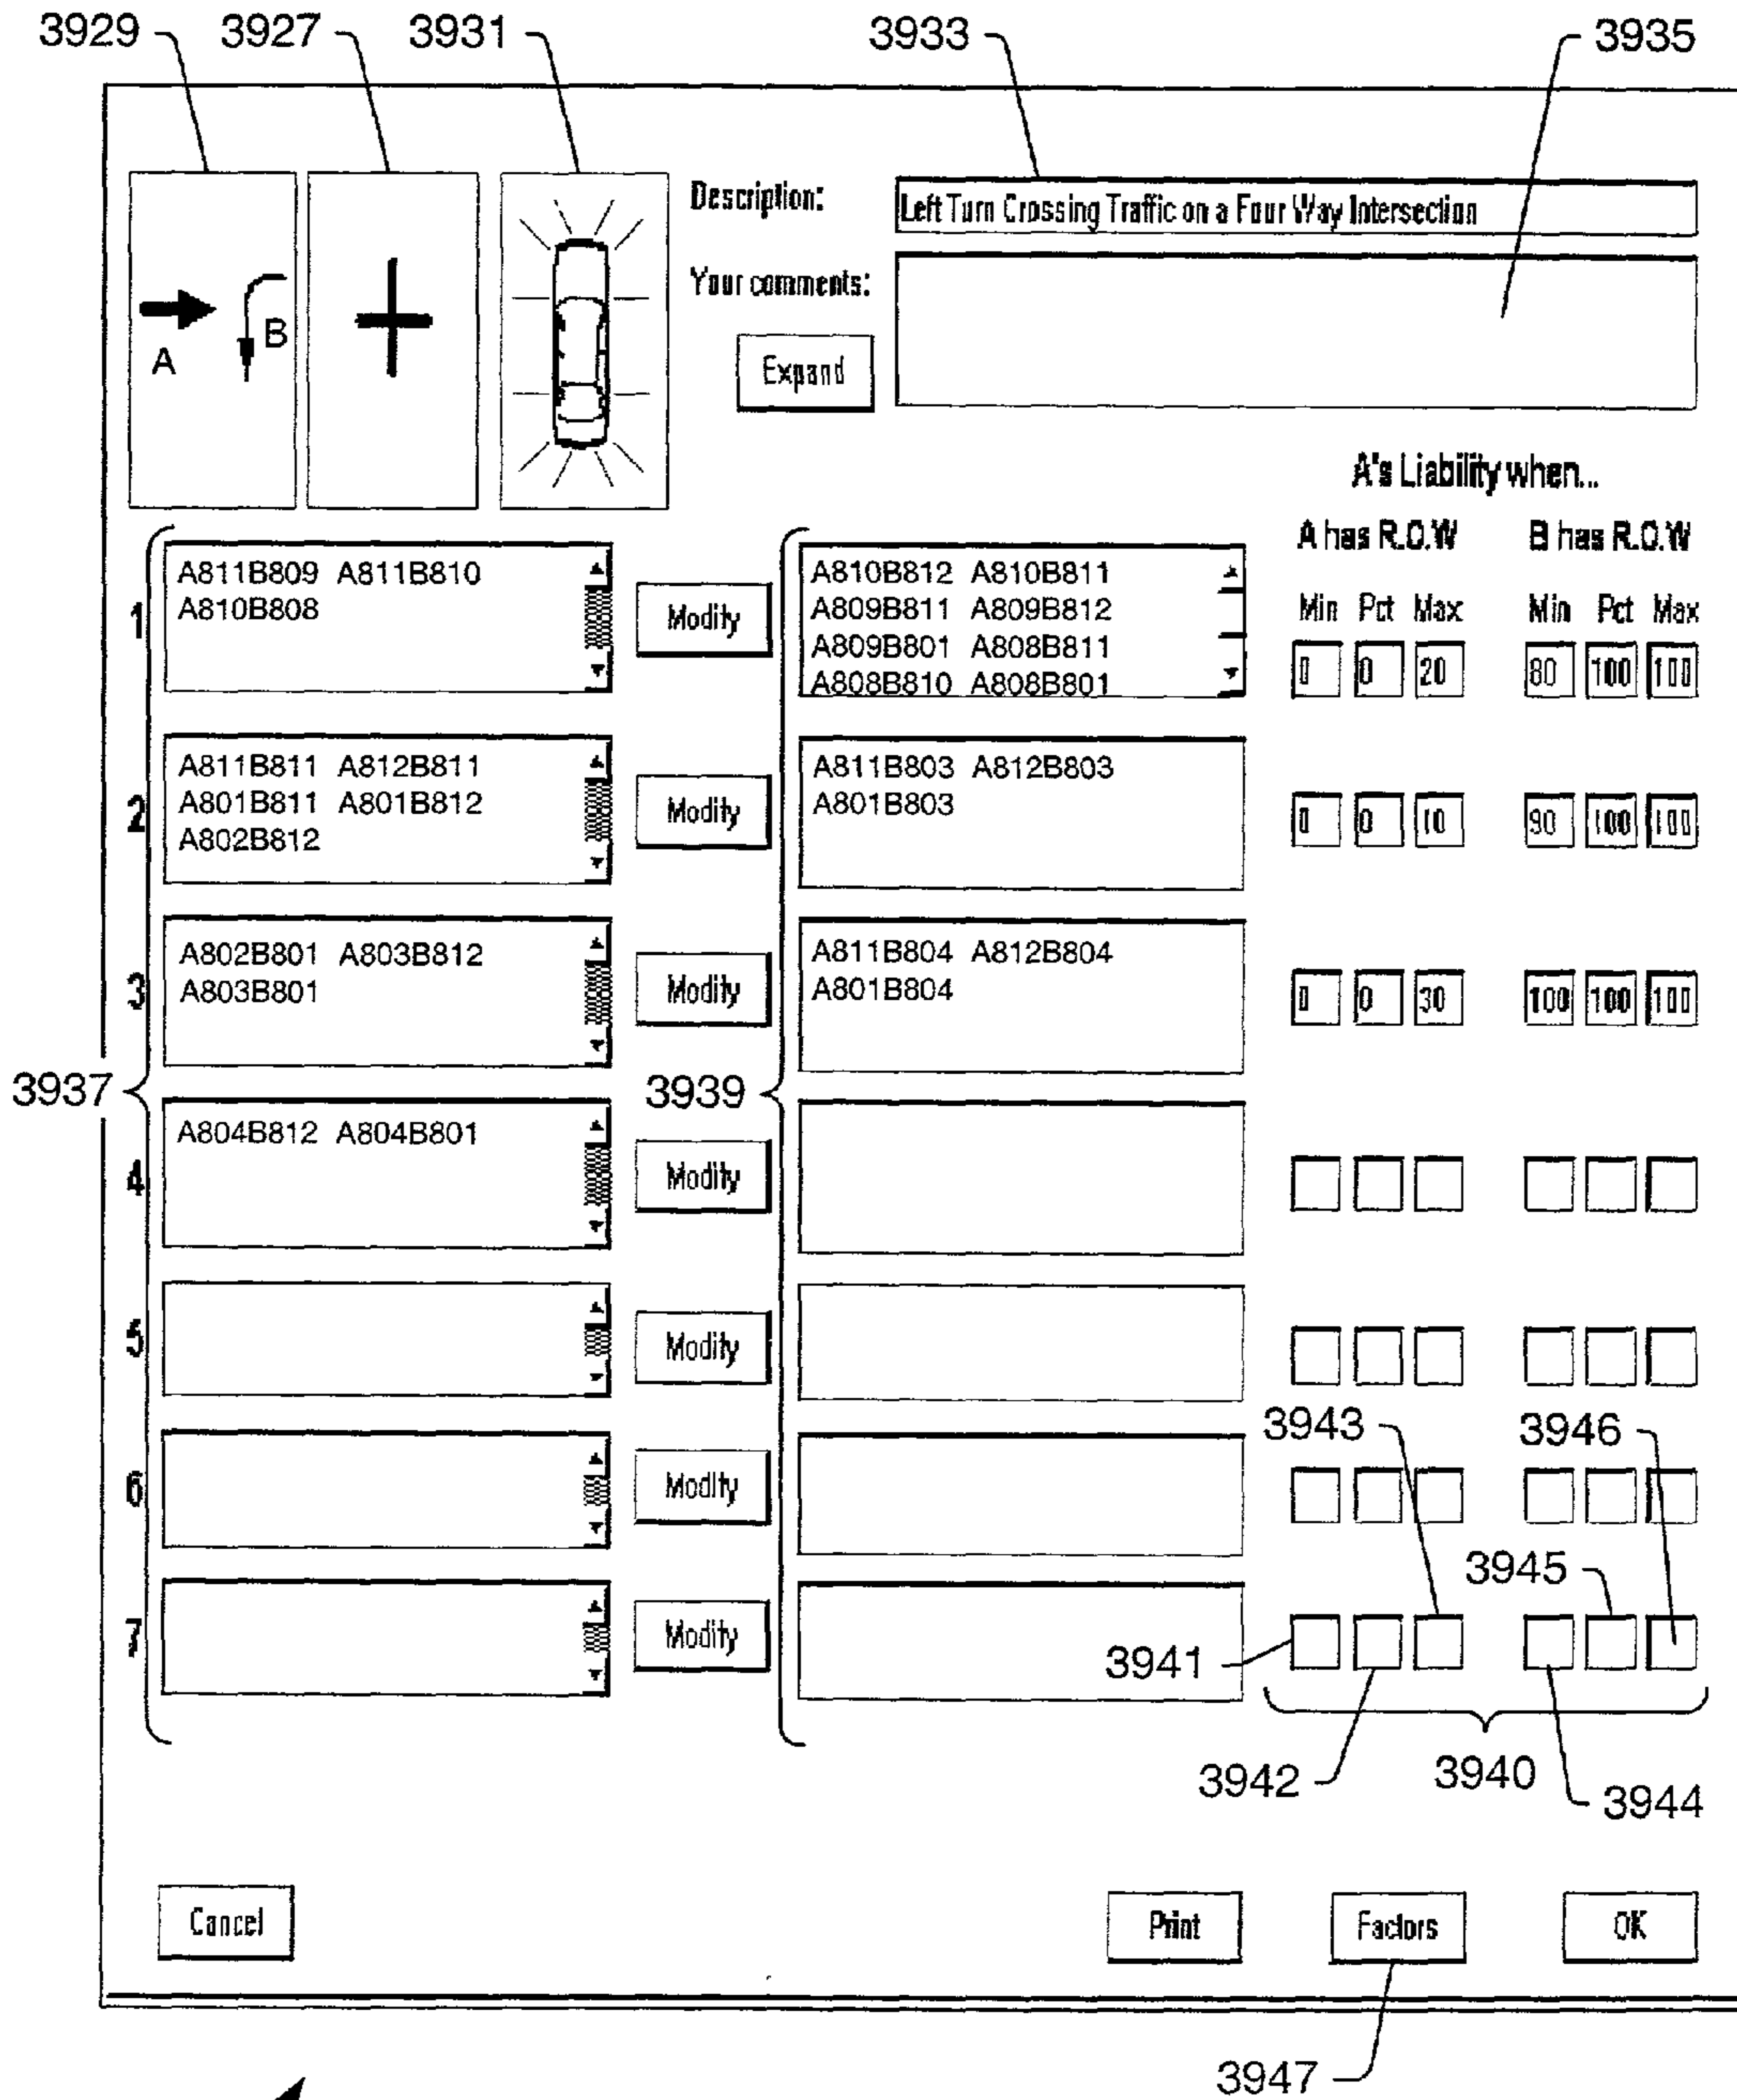 3929 3927 3931 3933 3935
Description: Left Turn Crossing Traffic on a Four Way Intersection
Your comments:
A B
Expand
A's Liability when...
A has R.O.W B has R.O.W
Min Pct Max Min Pct Max
1 A811B809 A811B810 Modify A810B812 A810B811
A810B808 A809B811 A809B812
A809B801 A808B811
A808B810 A808B801
0 0 20 80 100 100
2 A811B811 A812B811 Modify A811B803 A812B803
A801B811 A801B812 A801B803
A802B812
0 0 10 90 100 100
3 A802B801 A803B812 Modify A811B804 A812B804
A803B801 A801B804
0 0 30 100 100 100
3937 3939
4 A804B812 A804B801 Modify
5 Modify
3943 3946
6 Modify
3945
7 Modify
3941
3942 3940 3944
Cancel Print Factors OK
3947